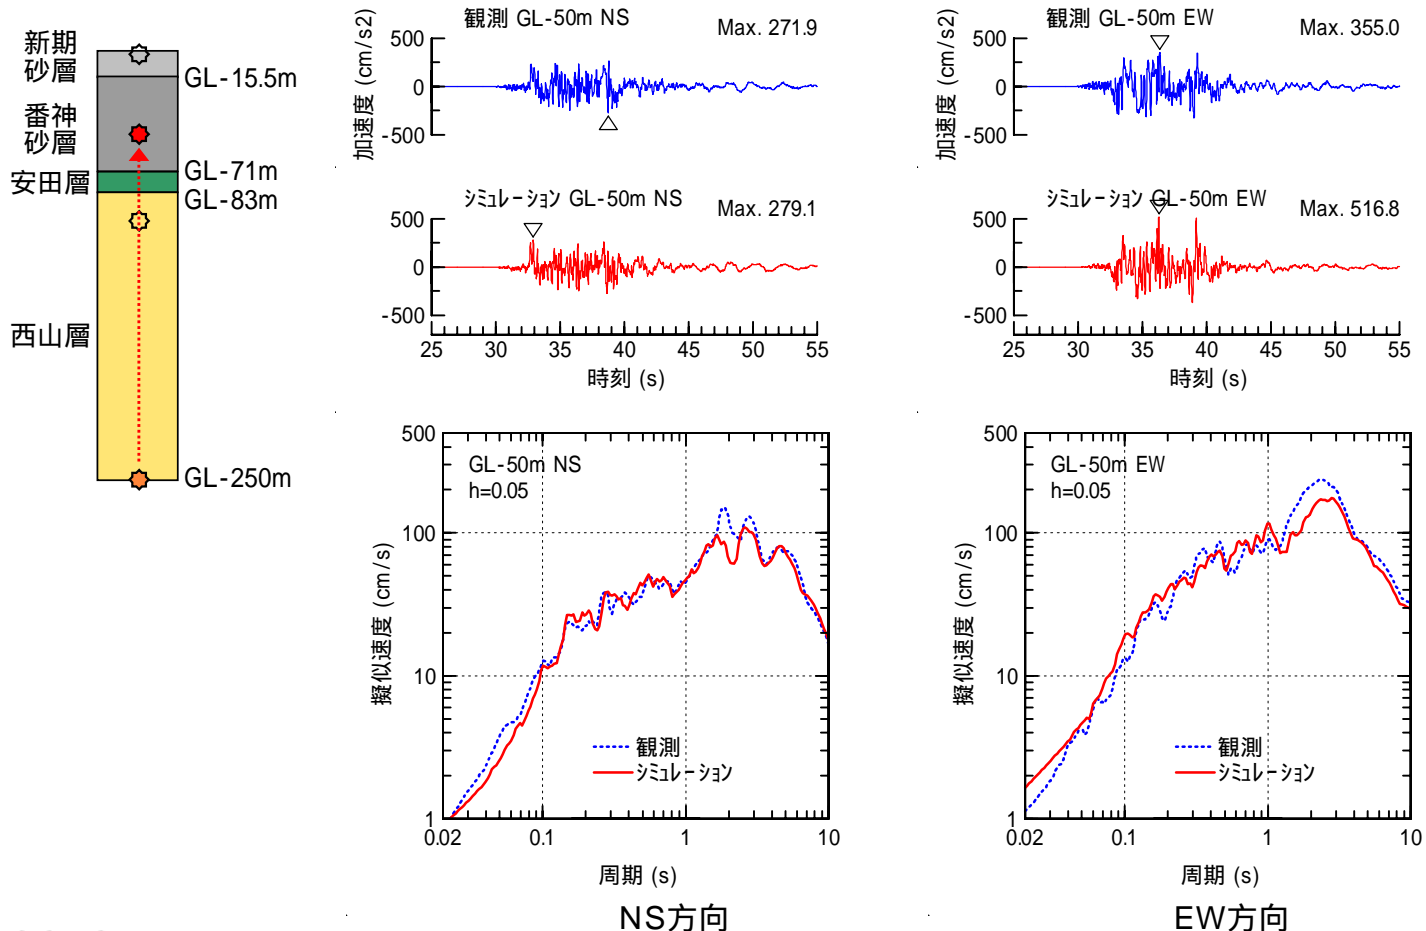 新期
砂層
GL-15.5m
番神
砂層
GL-71m
安田層
GL-83m
西山層
GL-250m
観測 GL-50m NS
Max. 271.9
加速度 (cm/s2)
500
0
-500
ｼﾐｭﾚｰｼｮﾝ GL-50m NS
Max. 279.1
500
0
-500
25 30 35 40 45 50 55
時刻 (s)
観測 GL-50m EW
Max. 355.0
加速度 (cm/s2)
500
0
-500
ｼﾐｭﾚｰｼｮﾝ GL-50m EW
Max. 516.8
500
0
-500
25 30 35 40 45 50 55
時刻 (s)
GL-50m NS
h=0.05
擬似速度 (cm/s)
500
100
10
1
観測
ｼﾐｭﾚｰｼｮﾝ
0.02 0.1 1 10
周期 (s)
NS方向
GL-50m EW
h=0.05
擬似速度 (cm/s)
500
100
10
1
観測
ｼﾐｭﾚｰｼｮﾝ
0.02 0.1 1 10
周期 (s)
EW方向